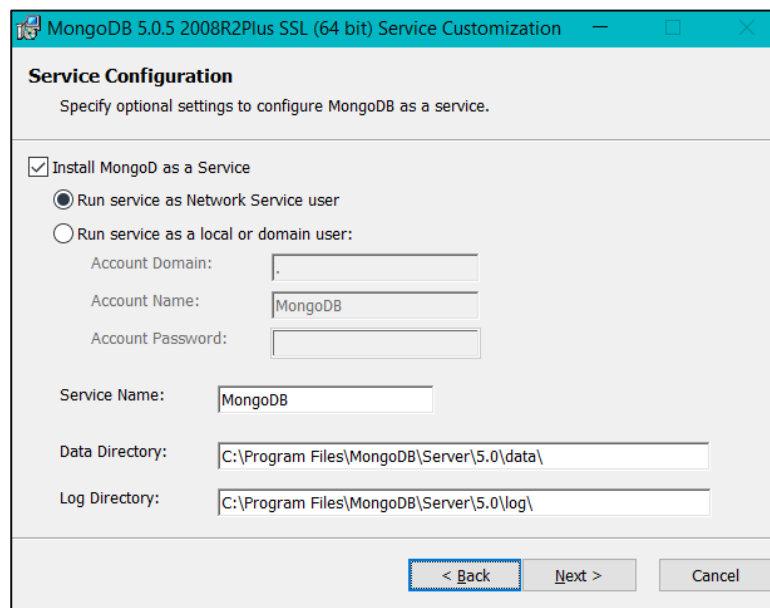 MongoDB 5.0.5 2008R2Plus SSL (64 bit) Service Customization
Service Configuration
Specify optional settings to configure MongoDB as a service.
Install MongoD as a Service
Run service as Network Service user
Run service as a local or domain user:
Account Domain: .
Account Name: MongoDB
Account Password:
Service Name: MongoDB
Data Directory: C:\Program Files\MongoDB\Server\5.0\data\
Log Directory: C:\Program Files\MongoDB\Server\5.0\log\
< Back Next > Cancel